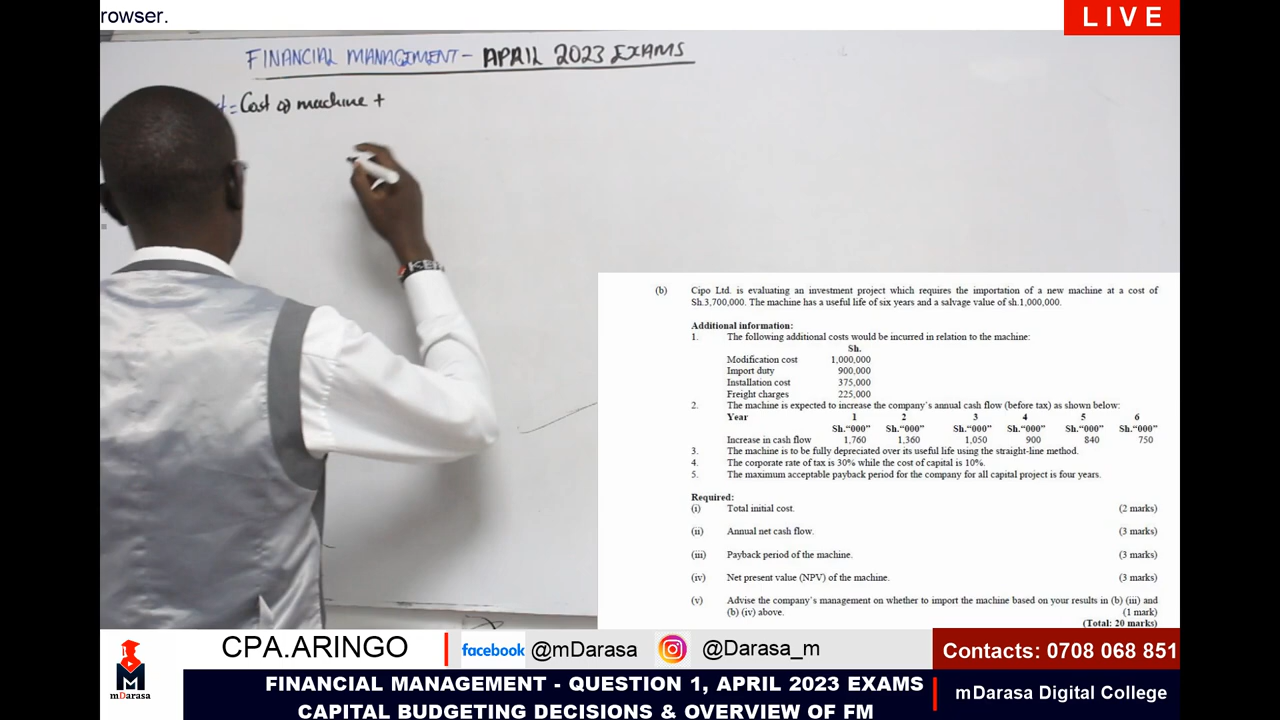 rowser.
LIVE
FINANCIAL MANAGEMENT - APRIL 2023 EXAMS
= Cost of machine +
(b) Cipo Ltd. is evaluating an investment project which requires the importation of a new machine at a cost of
Sh.3,700,000. The machine has a useful life of six years and a salvage value of sh.1,000,000.
Additional information:
1. The following additional costs would be incurred in relation to the machine:
Sh.
Modification cost 1,000,000
Import duty 900,000
Installation cost 375,000
Freight charges 225,000
2. The machine is expected to increase the company's annual cash flow (before tax) as shown below:
Year 1 2 3 4 5 6
Sh."000" Sh."000" Sh."000" Sh."000" Sh."000" Sh."000"
Increase in cash flow 1,760 1,360 1,050 900 840 750
3. The machine is to be fully depreciated over its useful life using the straight-line method.
4. The corporate rate of tax is 30% while the cost of capital is 10%.
5. The maximum acceptable payback period for the company for all capital project is four years.
Required:
(i) Total initial cost. (2 marks)
(ii) Annual net cash flow. (3 marks)
(iii) Payback period of the machine. (3 marks)
(iv) Net present value (NPV) of the machine. (3 marks)
(v) Advise the company's management on whether to import the machine based on your results in (b) (iii) and
(b) (iv) above. (1 mark)
(Total: 20 marks)
KEN
M
mDarasa
CPA.ARINGO
facebook @mDarasa
@Darasa_m
Contacts: 0708 068 851
FINANCIAL MANAGEMENT - QUESTION 1, APRIL 2023 EXAMS
CAPITAL BUDGETING DECISIONS & OVERVIEW OF FM
mDarasa Digital College